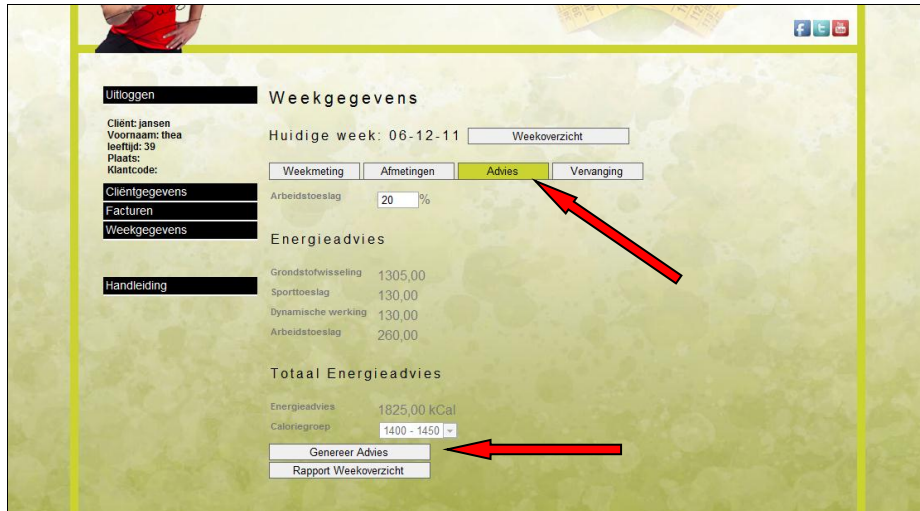 Uitloggen
Cliënt: jansen
Voornaam: thea
leeftijd: 39
Plaats:
Klantcode:
Cliëntgegevens
Facturen
Weekgegevens
Handleiding
Weekgegevens
Huidige week: 06-12-11 Weekoverzicht
Weekmeting Afmetingen Advies Vervanging
Arbeidstoeslag 20 %
Energieadvies
Grondstofwisseling 1305,00
Sporttoeslag 130,00
Dynamische werking 130,00
Arbeidstoeslag 260,00
Totaal Energieadvies
Energieadvies 1825,00 kCal
Caloriegroep 1400 - 1450
Genereer Advies
Rapport Weekoverzicht